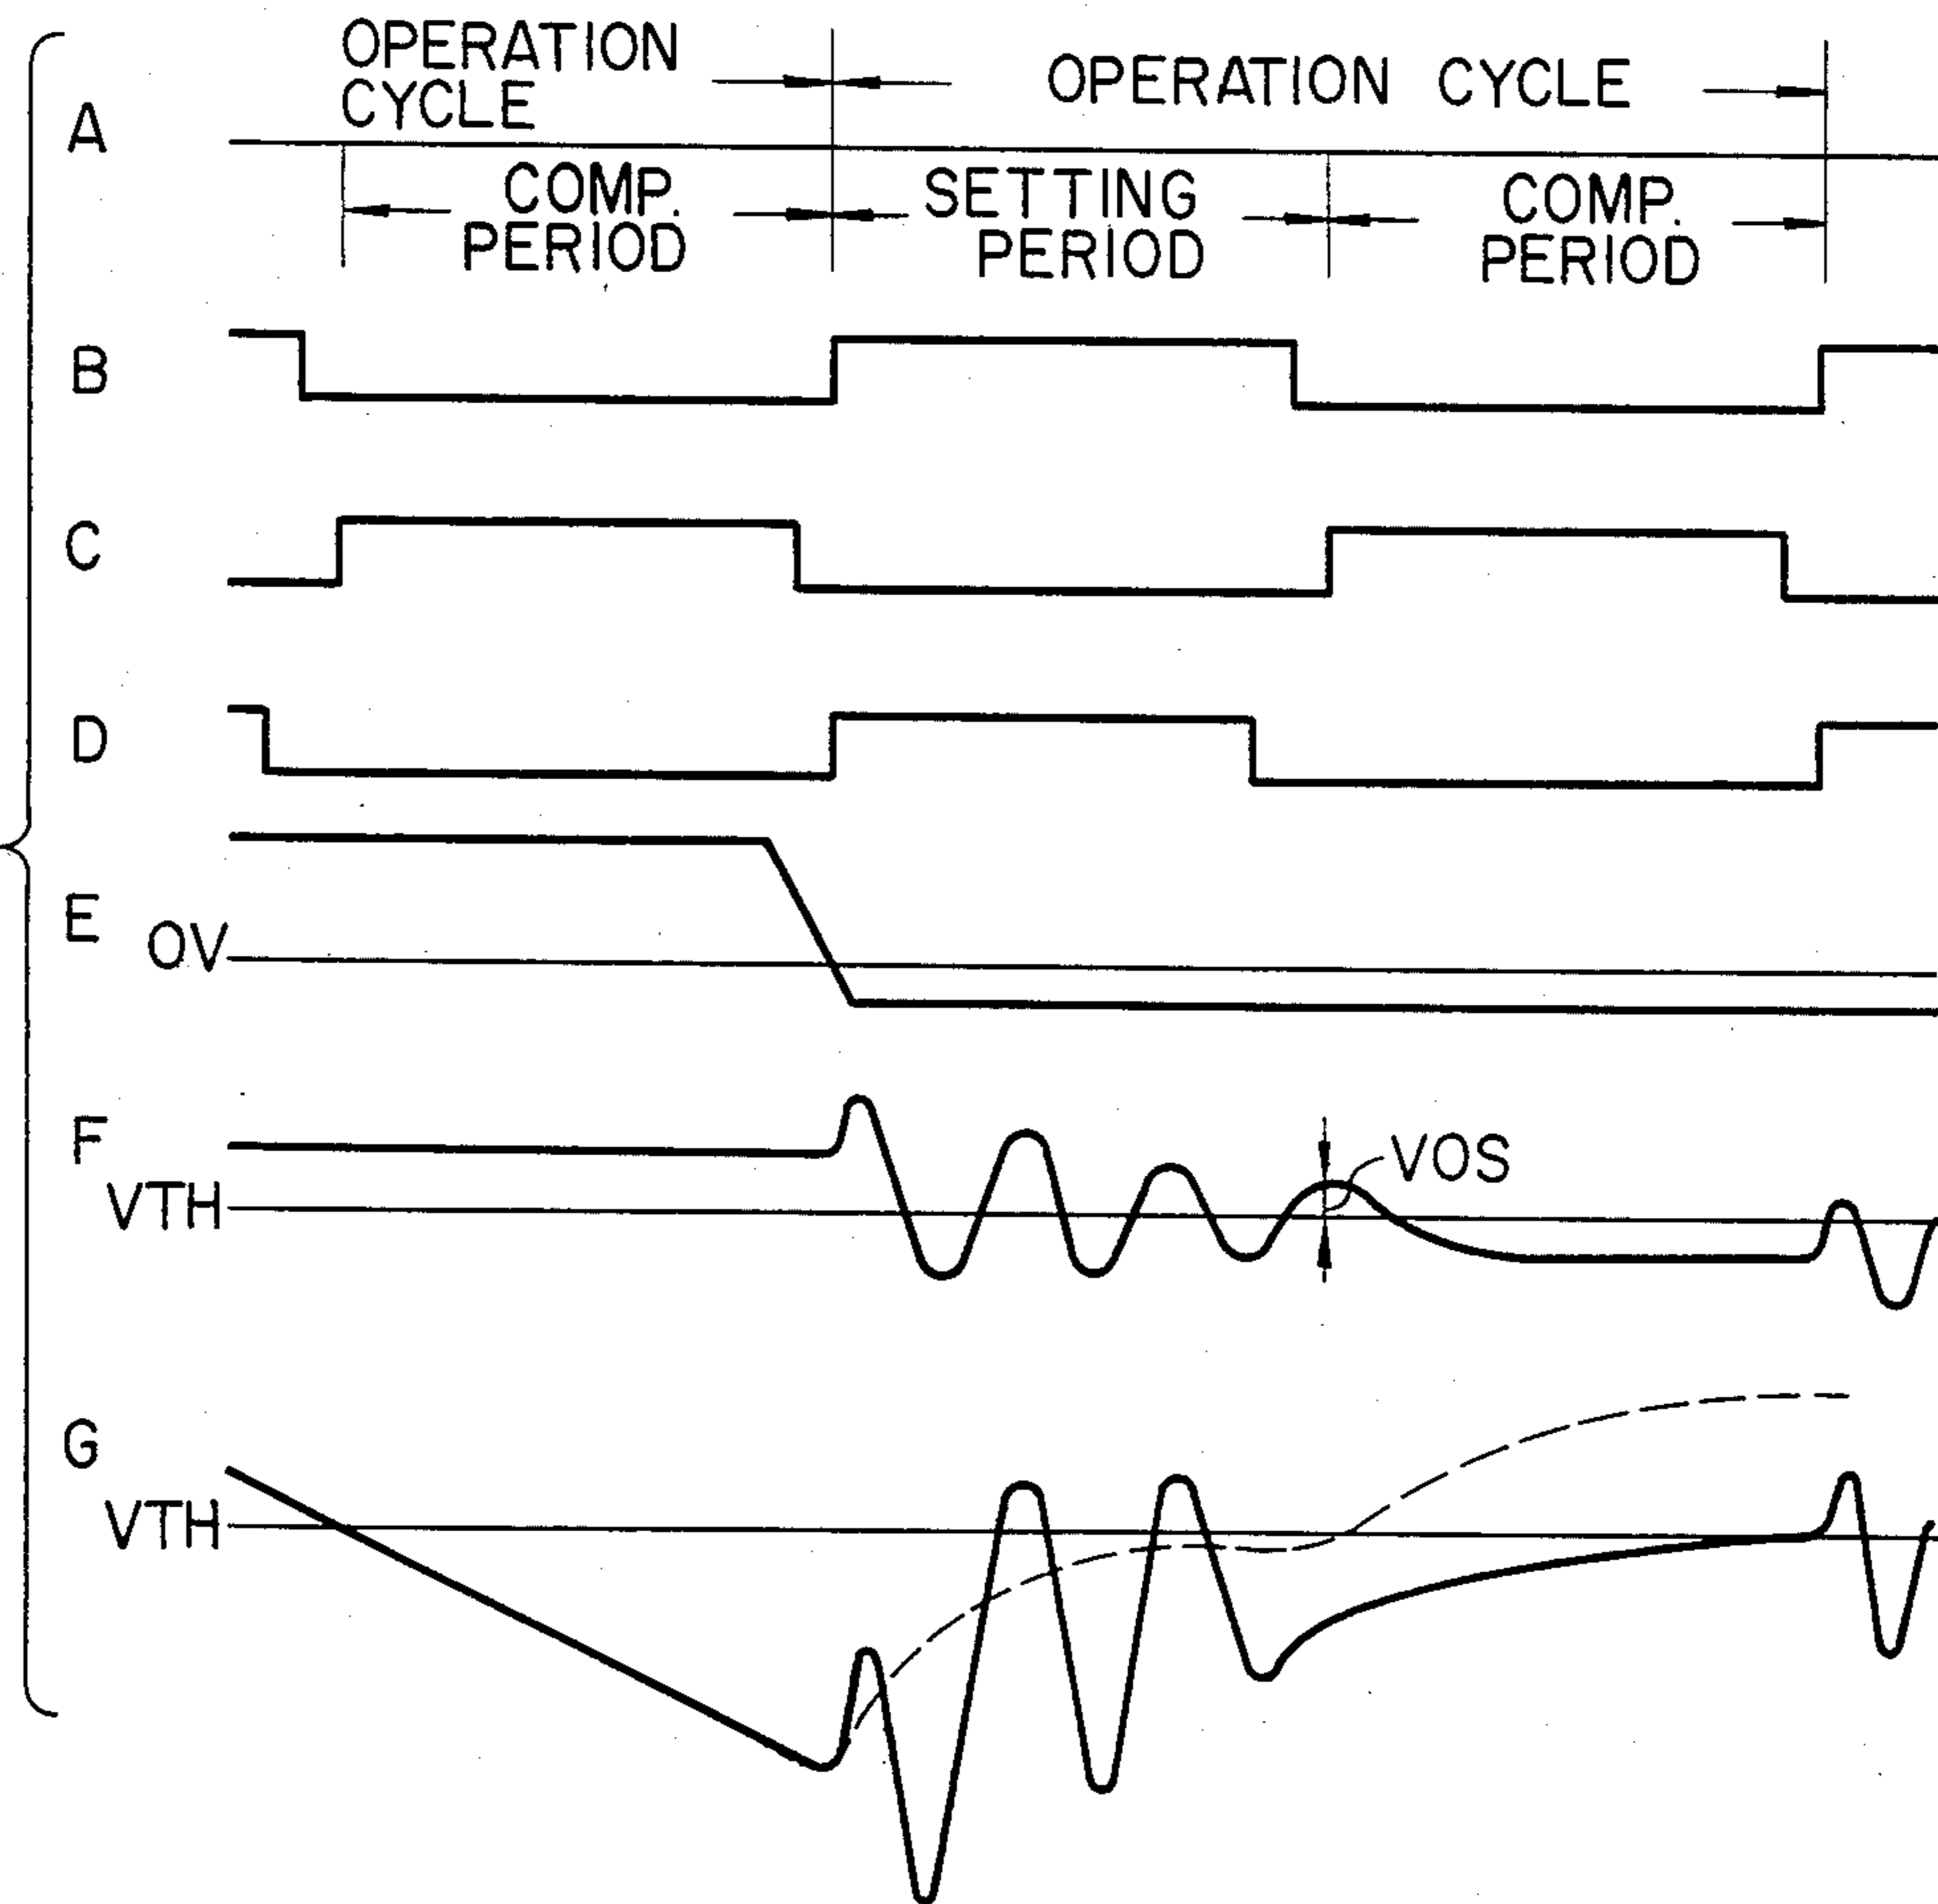 OPERATION
CYCLE
OPERATION CYCLE
A
COMP.
PERIOD
SETTING
PERIOD
COMP.
PERIOD
B
C
D
E
OV
F
VTH
VOS
G
VTH